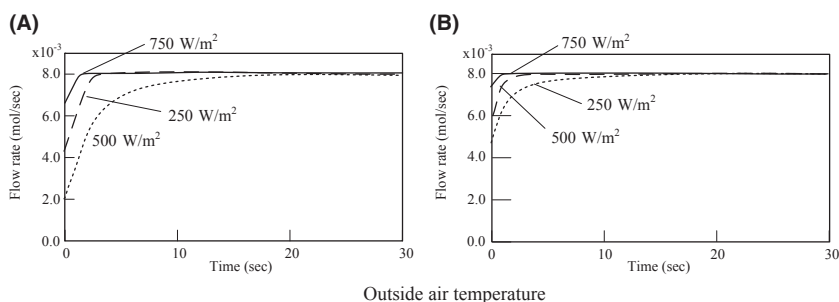 (A)
x10⁻³
750 W/m²
8.0
6.0
4.0
2.0
0.0
Flow rate (mol/sec)
250 W/m²
500 W/m²
0
10
20
30
Time (sec)
(B)
x10⁻³
750 W/m²
8.0
6.0
4.0
2.0
0.0
Flow rate (mol/sec)
250 W/m²
500 W/m²
0
10
20
30
Time (sec)
Outside air temperature